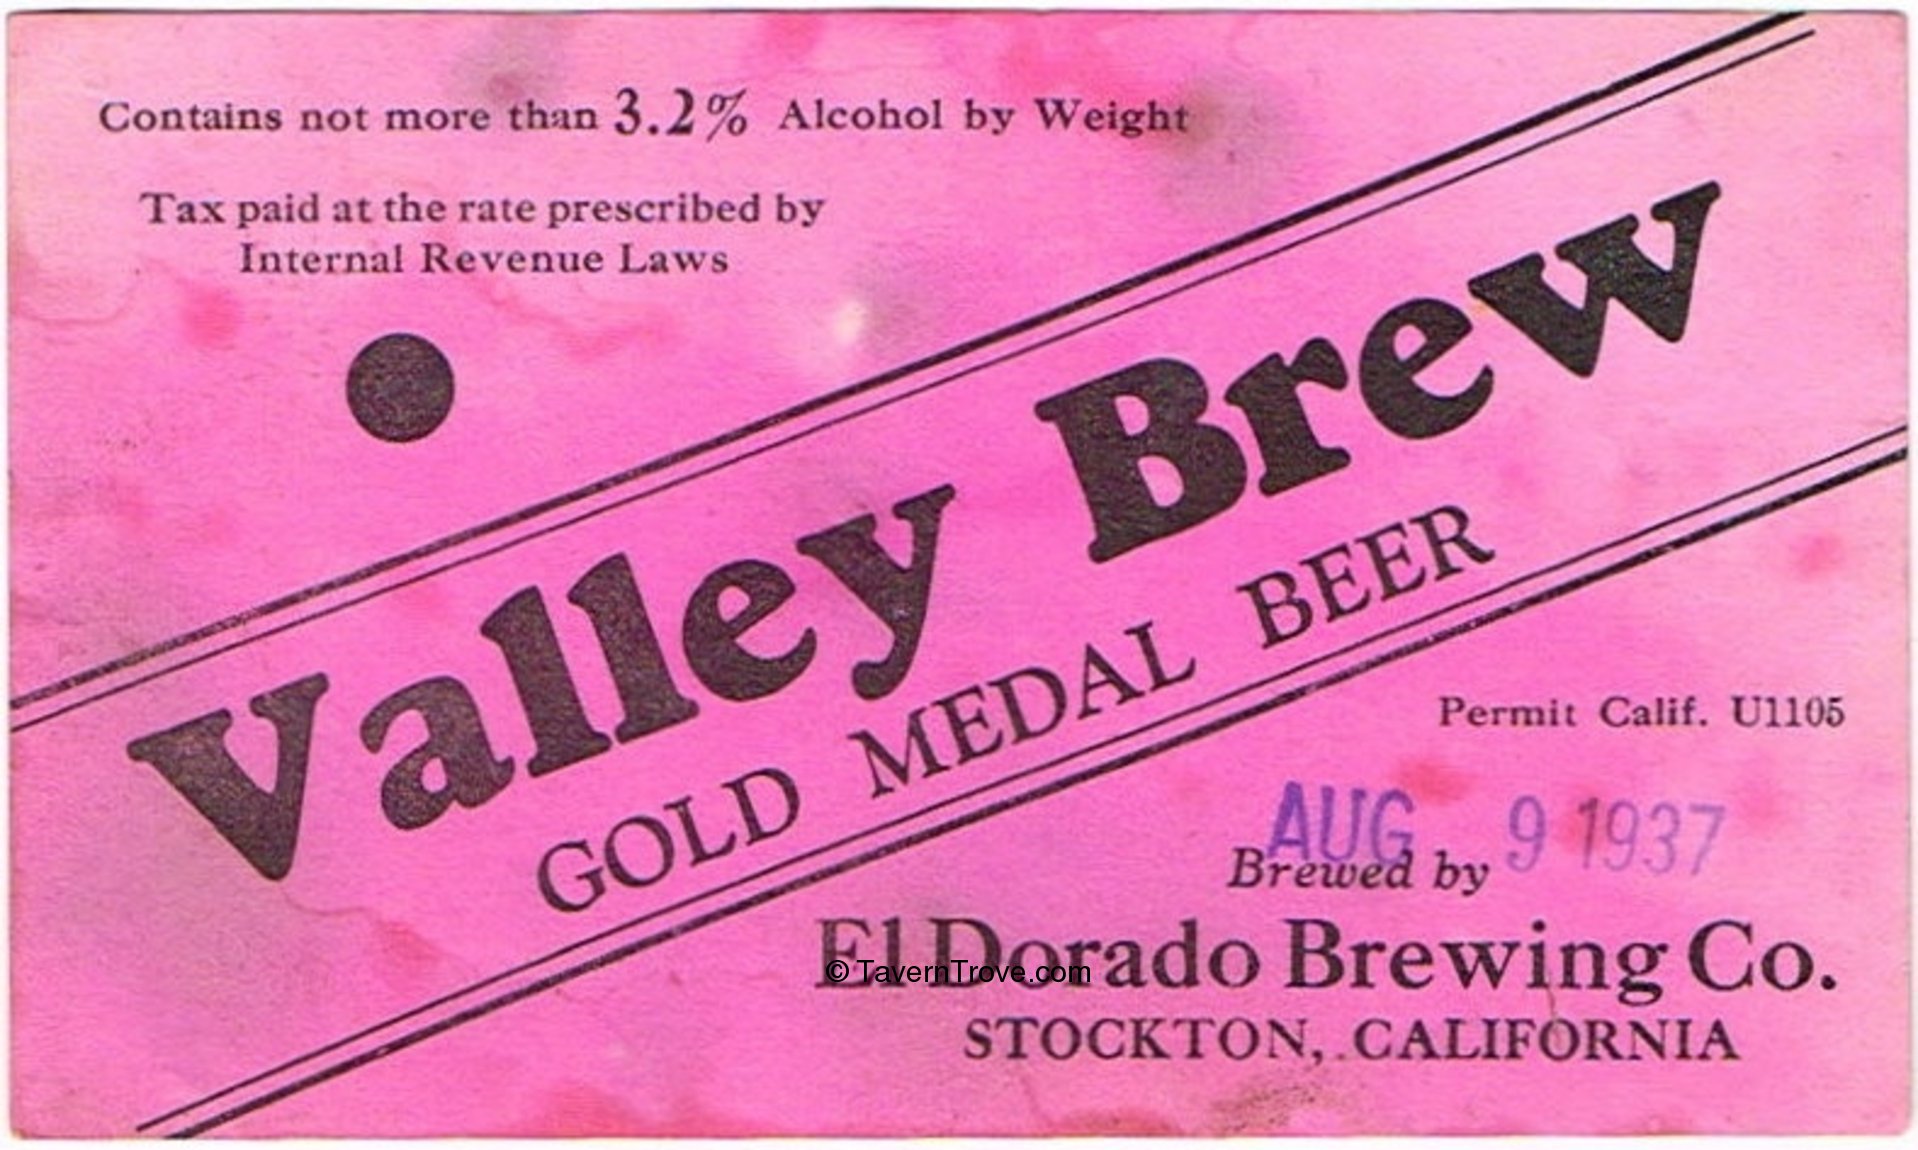 Contains not more than 3.2% Alcohol by Weight
Tax paid at the rate prescribed by
Internal Revenue Laws
Valley Brew
GOLD MEDAL BEER
Permit Calif. U1105
AUG 9 1937
Brewed by
El Dorado Brewing Co.
© TavernTrove.com
STOCKTON, CALIFORNIA